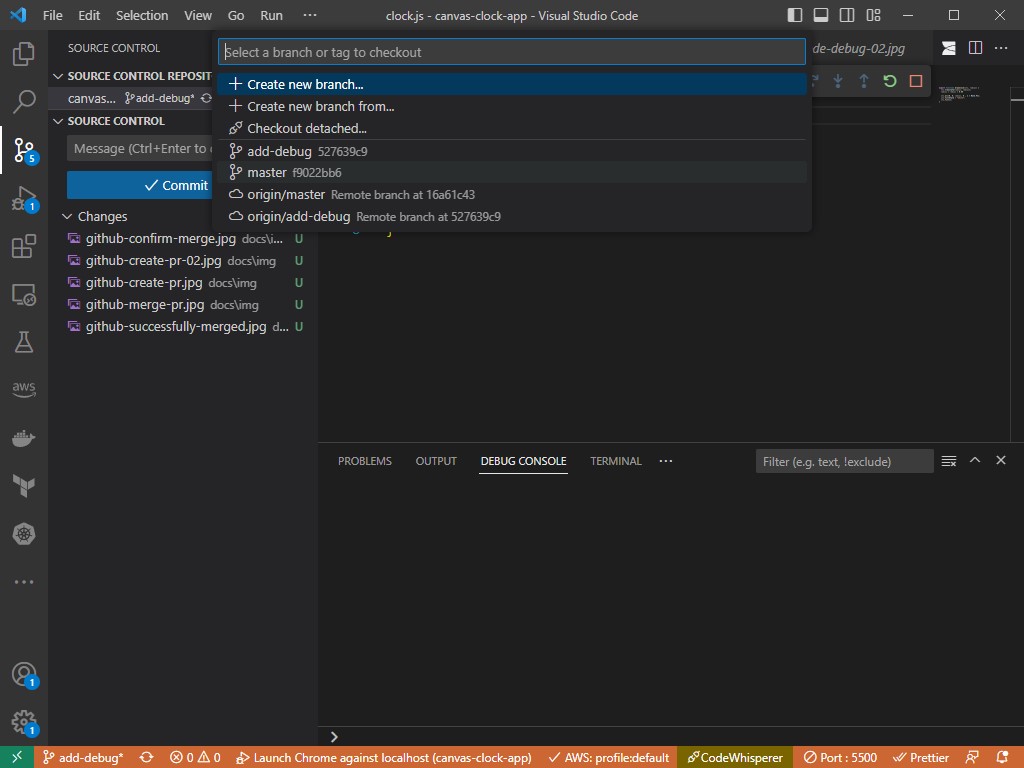 File Edit Selection View Go Run ··· clock.js - canvas-clock-app - Visual Studio Code
SOURCE CONTROL
Select a branch or tag to checkout
de-debug-02.jpg
SOURCE CONTROL REPOSIT
Create new branch...
canvas... add-debug*
Create new branch from...
SOURCE CONTROL
Checkout detached...
Message (Ctrl+Enter to c
add-debug 527639c9
master f9022bb6
Commit
origin/master Remote branch at 16a61c43
Changes
origin/add-debug Remote branch at 527639c9
github-confirm-merge.jpg docs\i... U
github-create-pr-02.jpg docs\img U
github-create-pr.jpg docs\img U
github-merge-pr.jpg docs\img U
github-successfully-merged.jpg d... U
5
1
aws
PROBLEMS OUTPUT DEBUG CONSOLE TERMINAL ··· Filter (e.g. text, !exclude)
1
1
add-debug* 0 0 Launch Chrome against localhost (canvas-clock-app) AWS: profile:default CodeWhisperer Port : 5500 Prettier